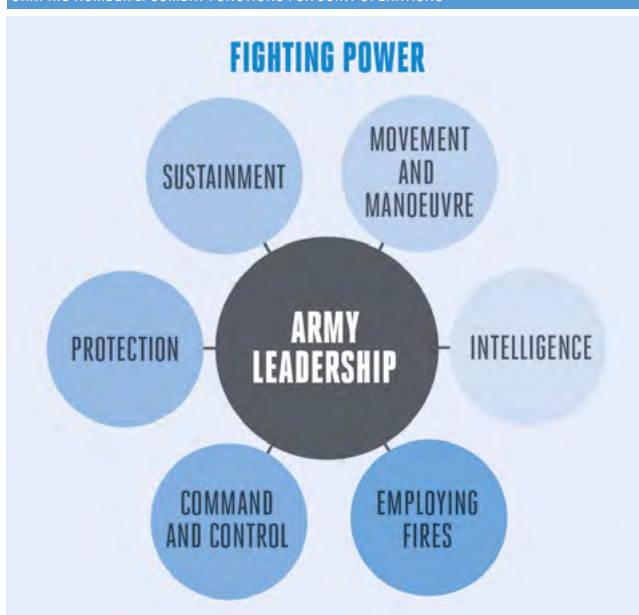 FIGHTING POWER
SUSTAINMENT
MOVEMENT
AND
MANOEUVRE
PROTECTION
ARMY
LEADERSHIP
INTELLIGENCE
COMMAND
AND CONTROL
EMPLOYING
FIRES